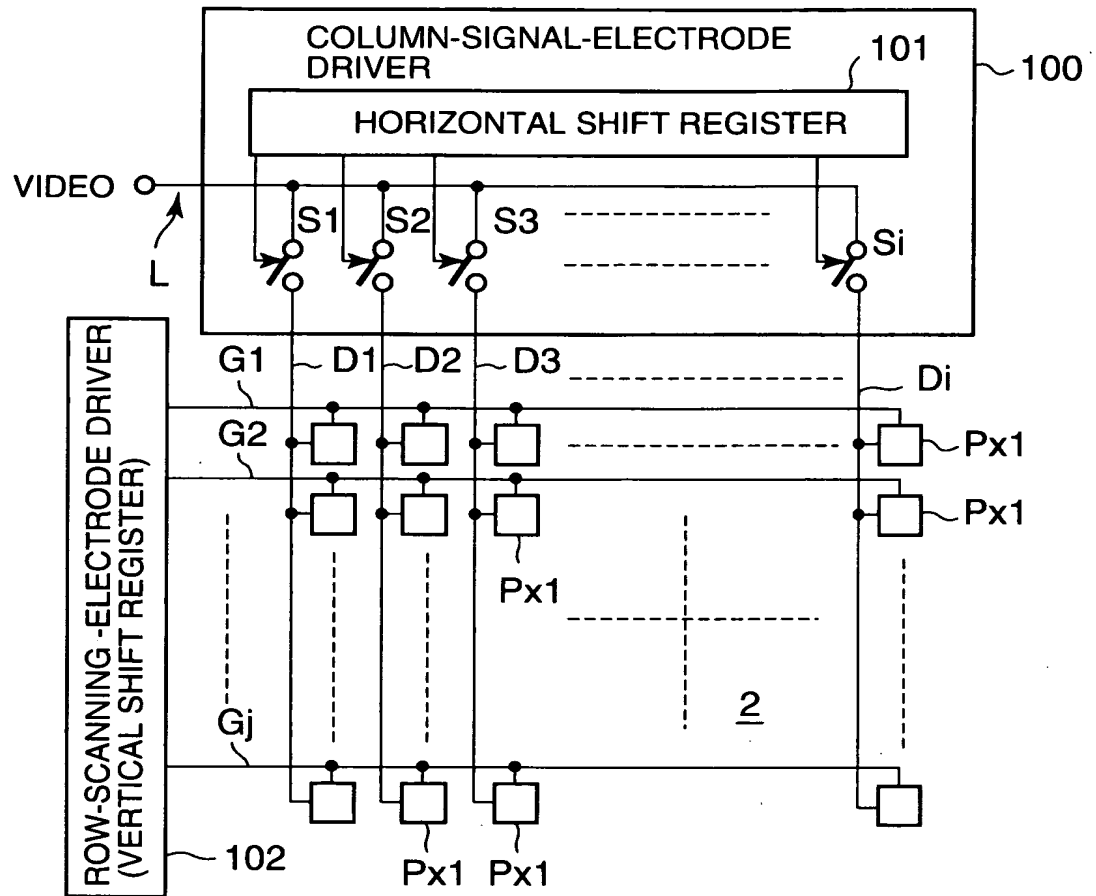 COLUMN-SIGNAL-ELECTRODE
DRIVER
101
100
HORIZONTAL SHIFT REGISTER
VIDEO
L
S1
S2
S3
Si
ROW-SCANNING-ELECTRODE DRIVER
(VERTICAL SHIFT REGISTER)
G1
D1
D2
D3
Di
G2
Px1
Px1
Px1
2
Gj
102
Px1
Px1